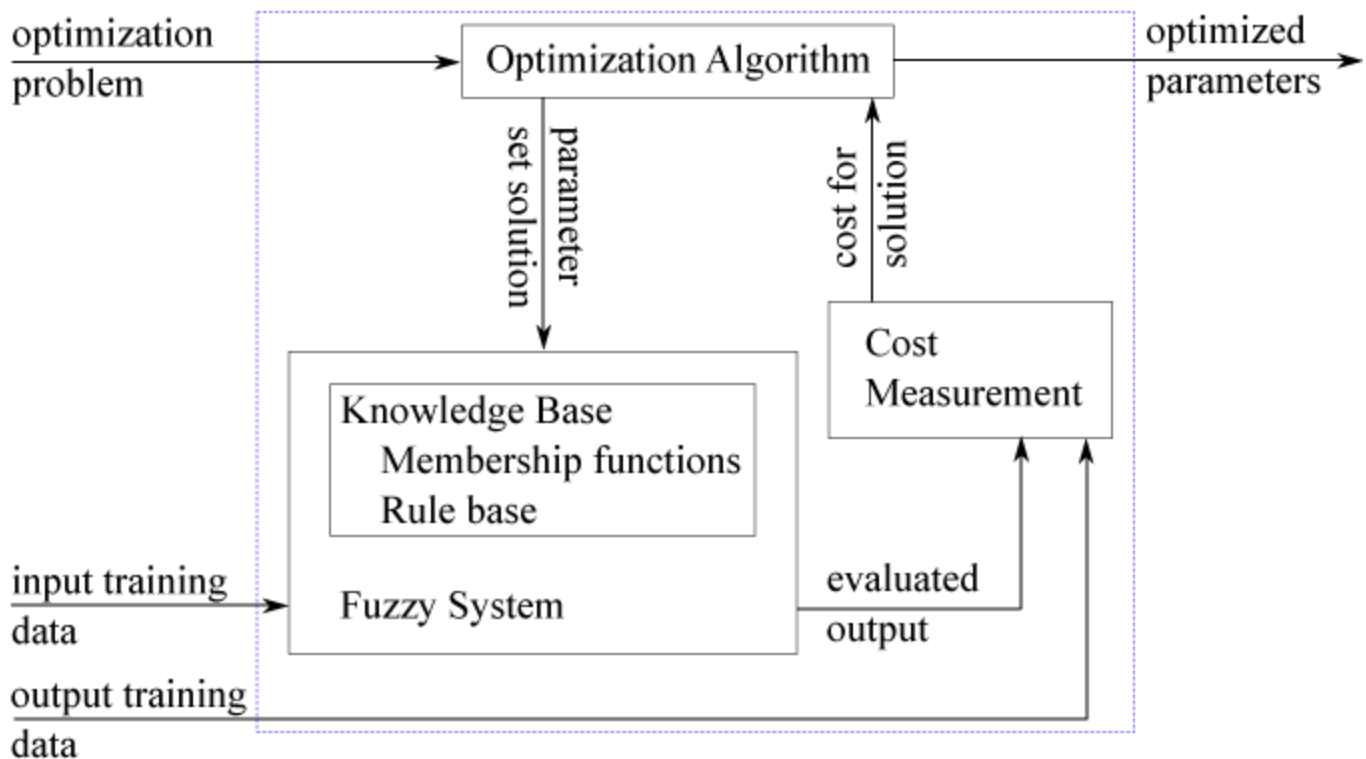 optimization
problem
Optimization Algorithm
optimized
parameters
parameter
set solution
cost for
solution
Cost
Measurement
Knowledge Base
Membership functions
Rule base
input training
data
Fuzzy System
evaluated
output
output training
data